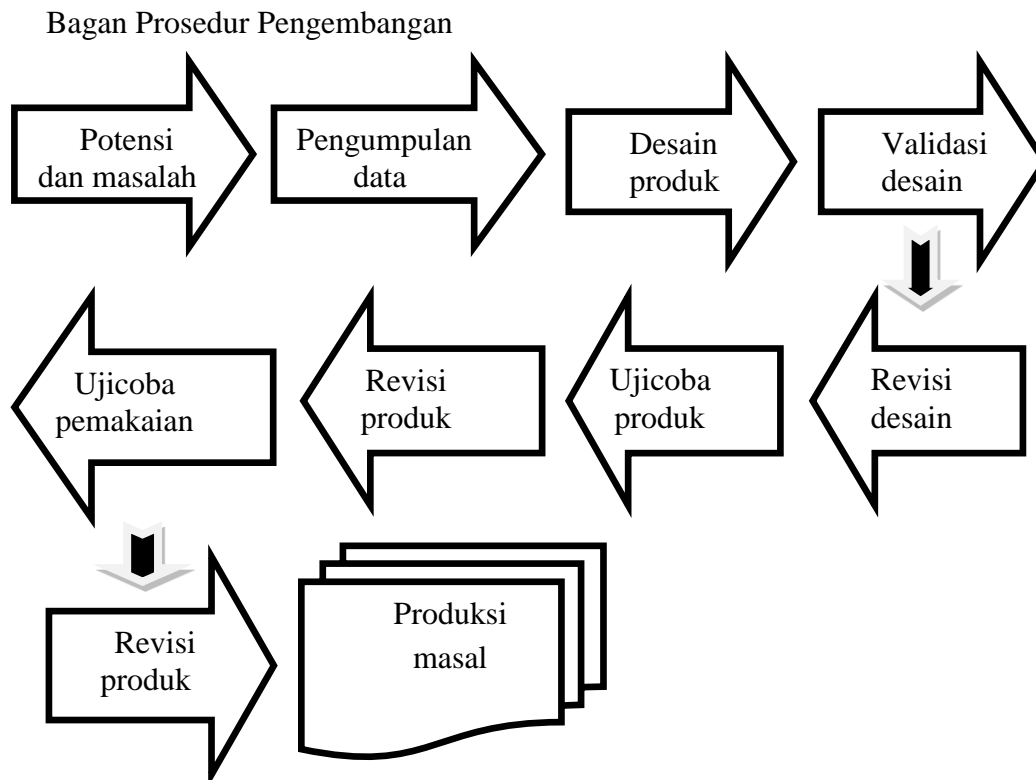 Bagan Prosedur Pengembangan
Potensi
dan masalah
Pengumpulan
data
Desain
produk
Validasi
desain
Revisi
desain
Ujicoba
produk
Revisi
produk
Ujicoba
pemakaian
Revisi
produk
Produksi
masal